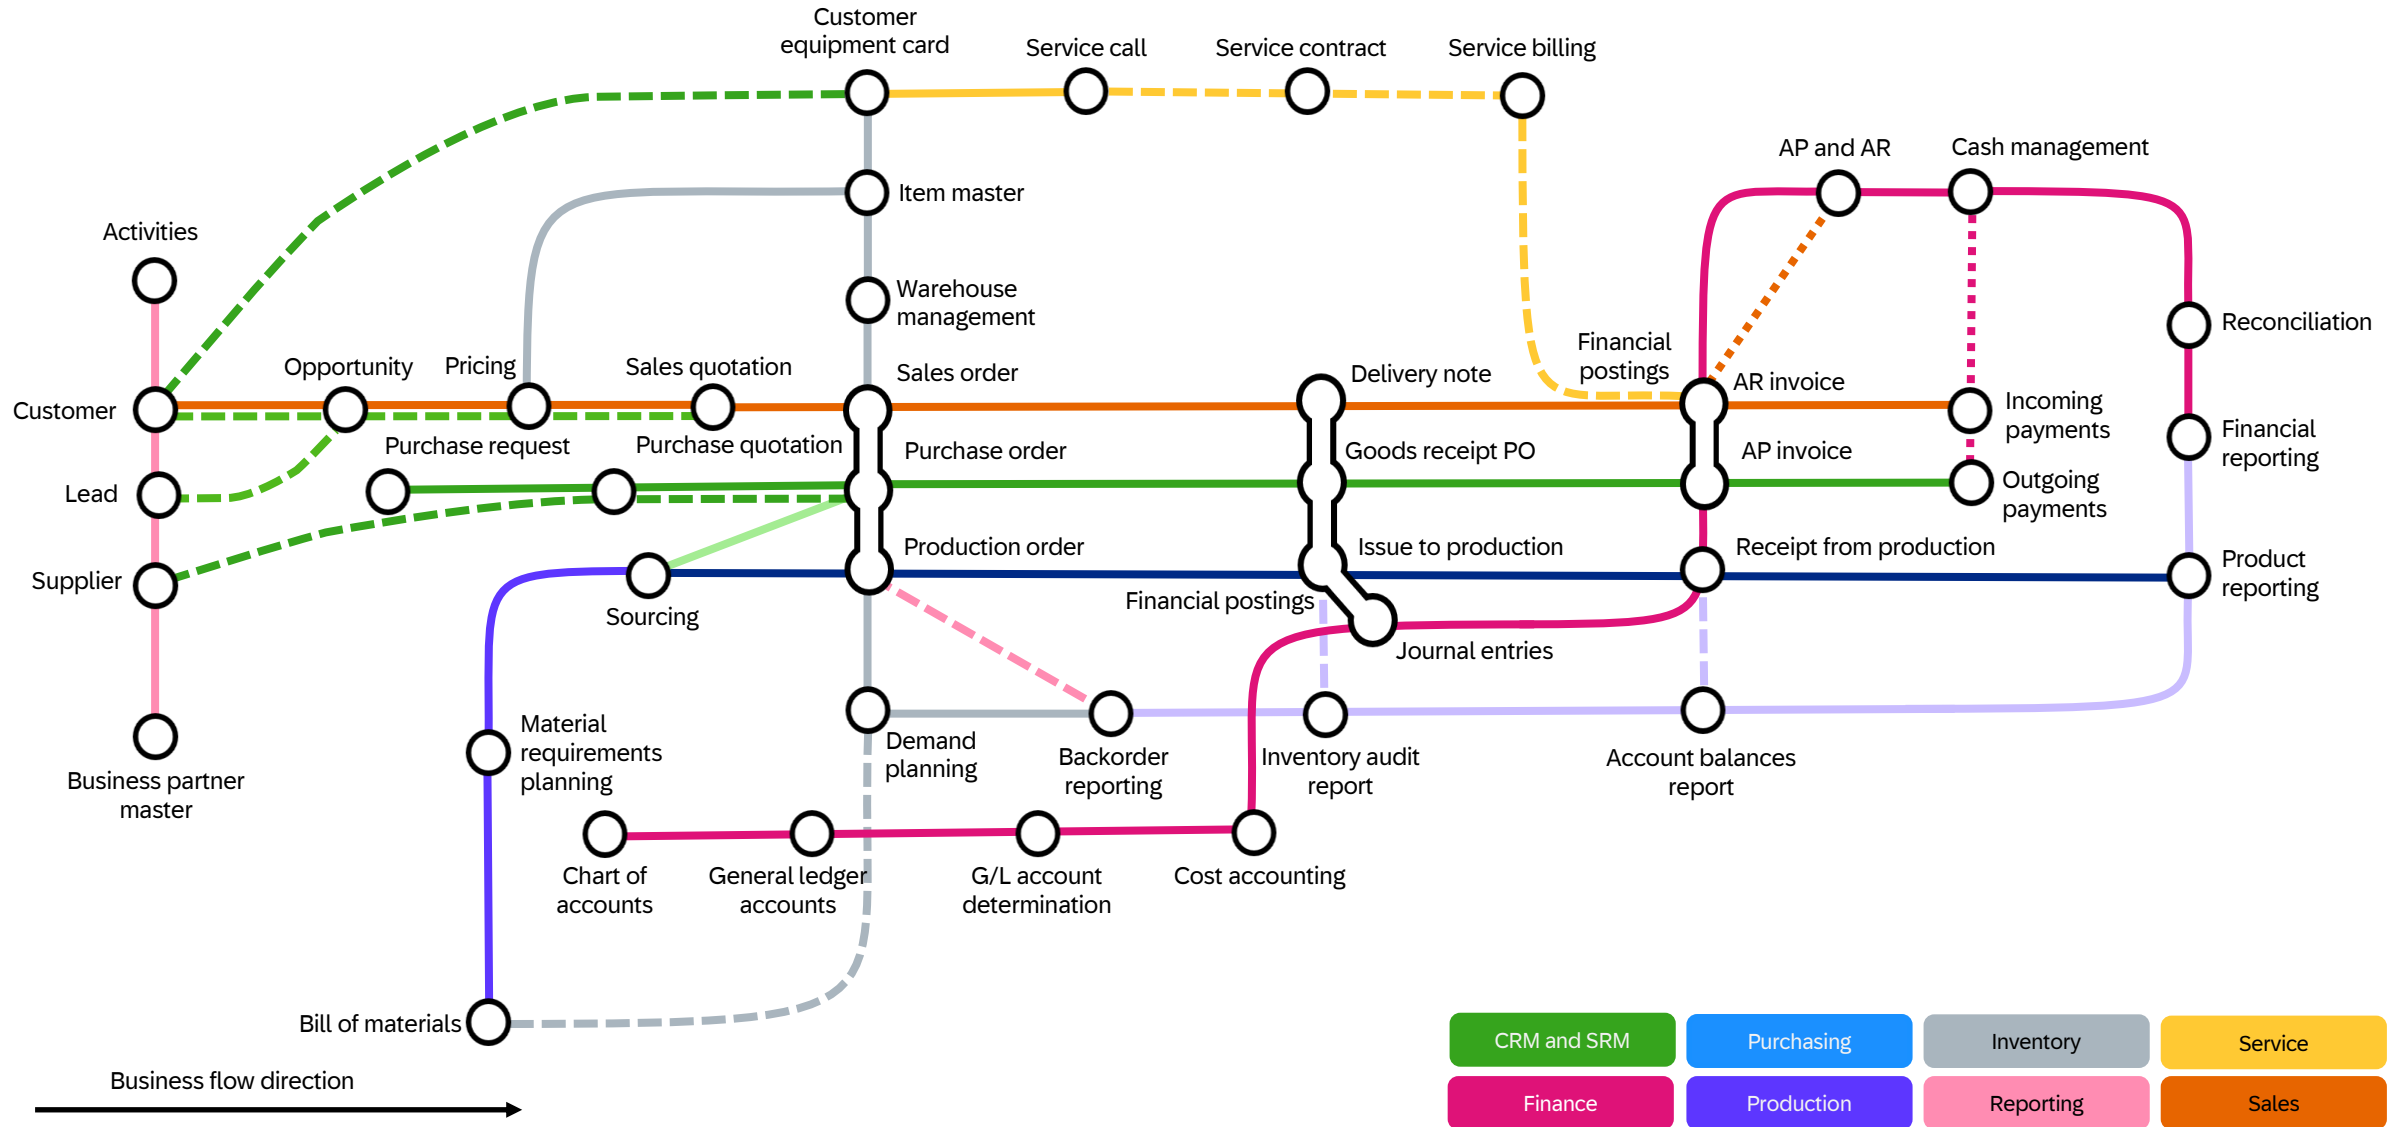 Customer
equipment card
Service call
Service contract
Service billing
AP and AR
Cash management
Item master
Activities
Warehouse
management
Reconciliation
Financial
postings
Opportunity
Pricing
Sales quotation
Sales order
Delivery note
AR invoice
Customer
Incoming
payments
Financial
reporting
Purchase request
Purchase quotation
Purchase order
Goods receipt PO
AP invoice
Lead
Outgoing
payments
Production order
Issue to production
Receipt from production
Supplier
Product
reporting
Sourcing
Financial postings
Journal entries
Material
requirements
planning
Demand
planning
Backorder
reporting
Inventory audit
report
Account balances
report
Business partner
master
Chart of
accounts
General ledger
accounts
G/L account
determination
Cost accounting
Bill of materials
Business flow direction
CRM and SRM
Purchasing
Inventory
Service
Finance
Production
Reporting
Sales